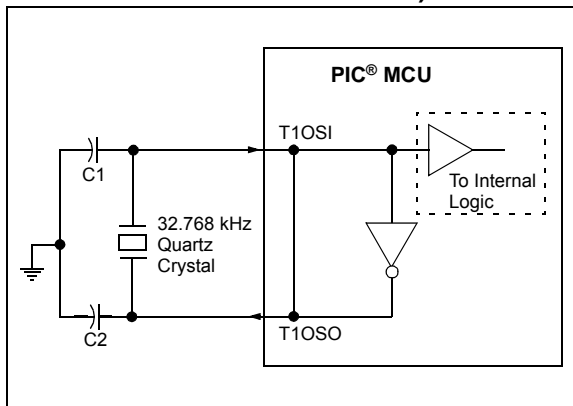 PIC® MCU
T1OSI
C1
To Internal
Logic
32.768 kHz
Quartz
Crystal
T1OSO
C2